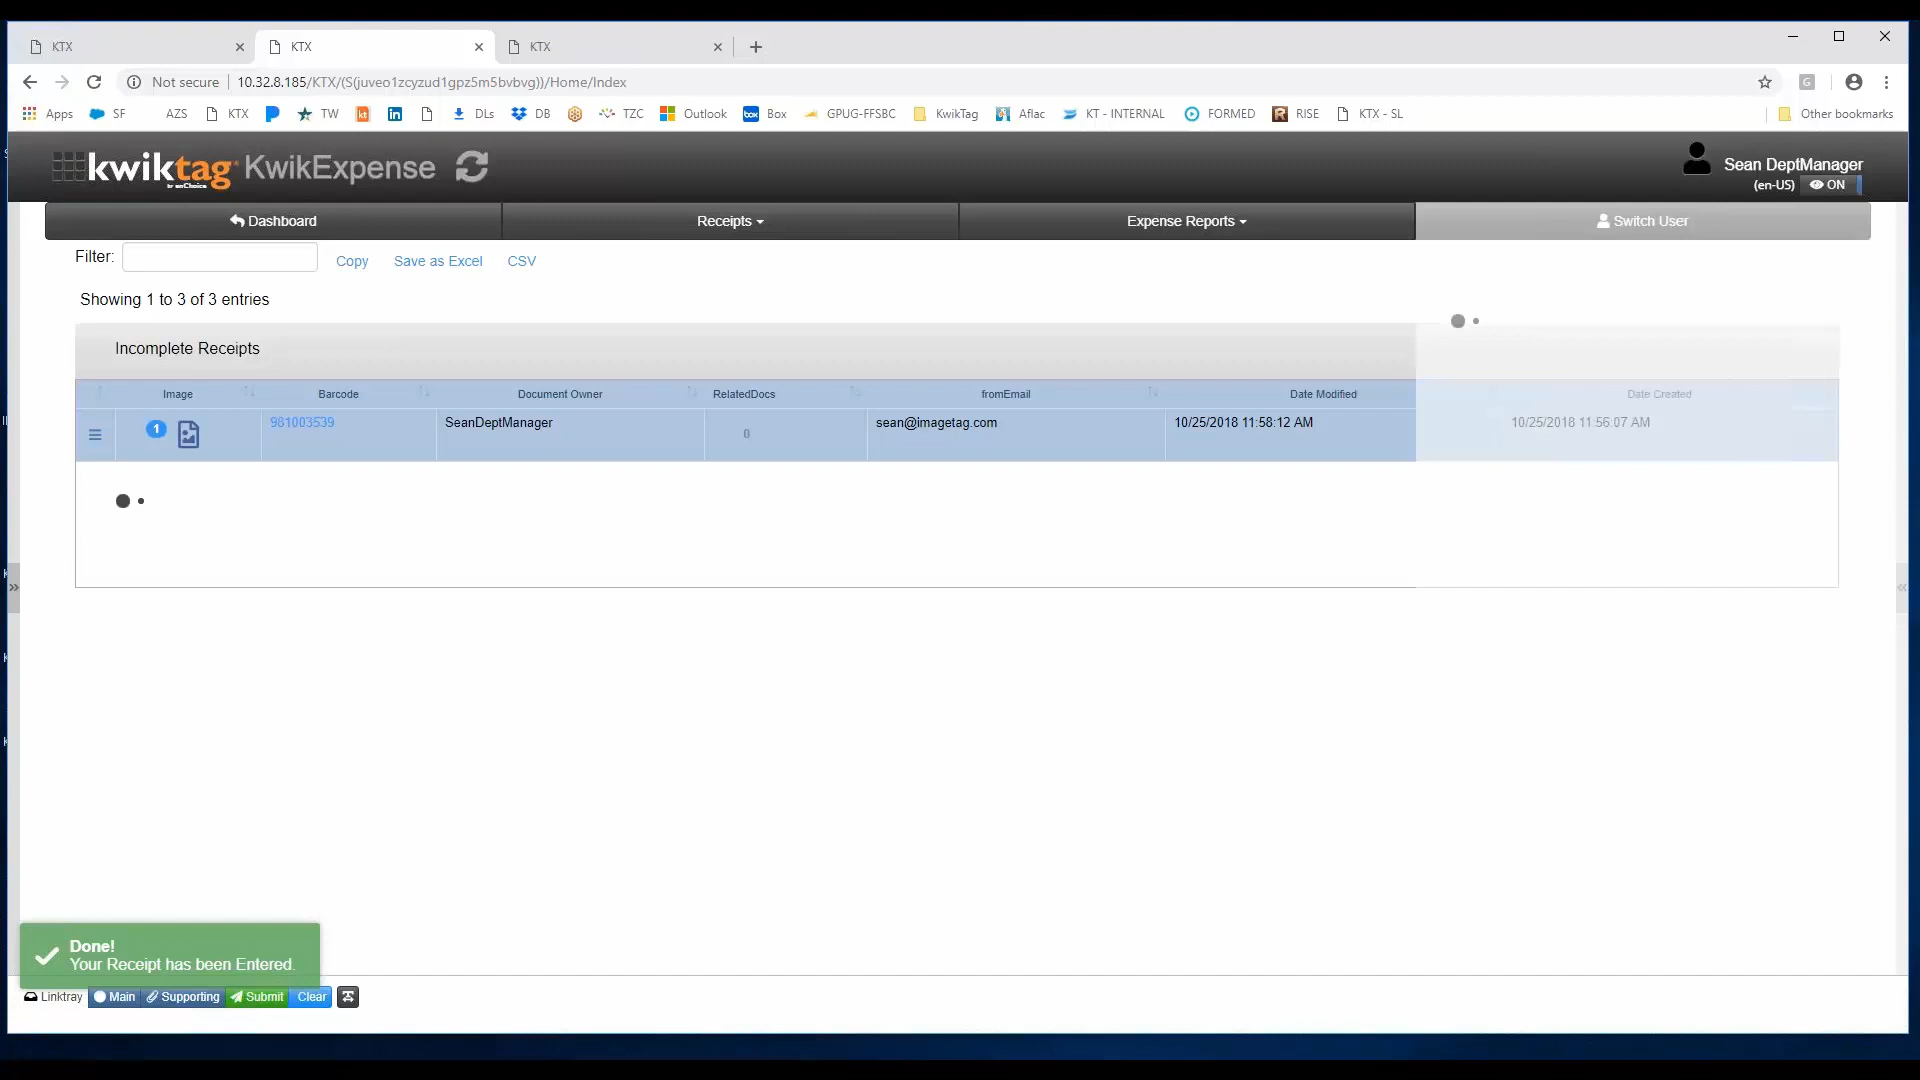 KTX
KTX
KTX
Not secure | 10.32.8.185/KTX/(S(juveo1zcyzud1gpz5m5bvbvg))/Home/Index
Apps SF AZS KTX TW DLs DB TZC Outlook Box GPUG-FFSBC KwikTag Aflac KT - INTERNAL FORMED RISE KTX - SL Other bookmarks
kwiktag KwikExpense
by enChoice
Sean DeptManager
(en-US) ON
Dashboard Receipts Expense Reports Switch User
Filter: Copy Save as Excel CSV
Showing 1 to 3 of 3 entries
Incomplete Receipts
Image Barcode Document Owner RelatedDocs fromEmail Date Modified Date Created
1 981003539 SeanDeptManager 0 sean@imagetag.com 10/25/2018 11:58:12 AM 10/25/2018 11:56:07 AM
Done!
Your Receipt has been Entered.
Linktray Main Supporting Submit Clear